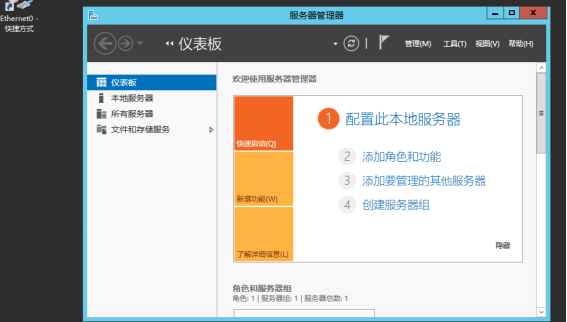 Ethernet0 -
快捷方式
服务器管理器
仪表板
管理(M) 工具(T) 视图(V) 帮助(H)
仪表板
本地服务器
所有服务器
文件和存储服务
欢迎使用服务器管理器
快速启动(Q)
新增功能(W)
了解详细信息(L)
1 配置此本地服务器
2 添加角色和功能
3 添加要管理的其他服务器
4 创建服务器组
隐藏
角色和服务器组
角色: 1 | 服务器组: 1 | 服务器总数: 1